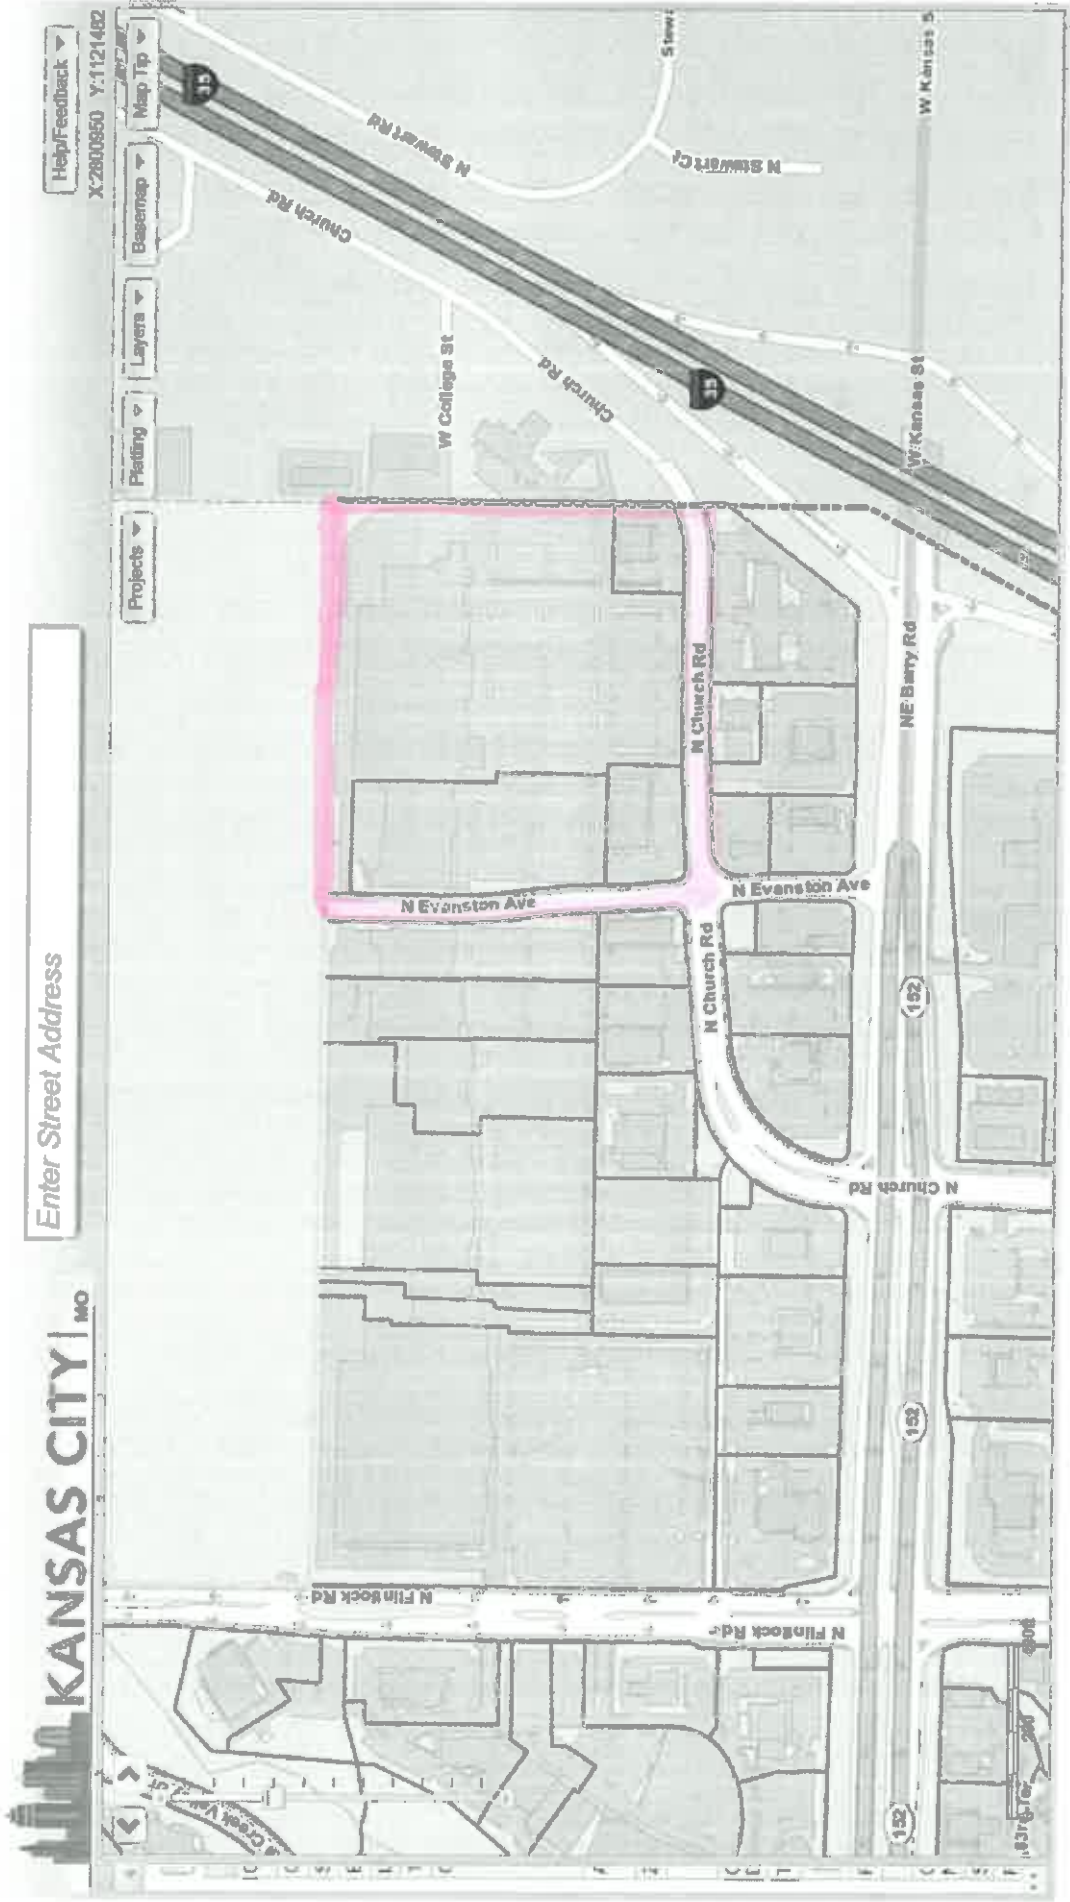 KANSAS CITY | MO
Enter Street Address
Help/Feedback
X:2800950 Y:1121482
Projects
Platting
Layers
Basemap
Map Tip
35
N Stewart Rd
Church Rd
N Stewart Ct
W College St
Church Rd
35
W Kansas St
W Kansas S
N Evanston Ave
N Church Rd
N Evanston Ave
N Church Rd
NE Barry Rd
N Church Rd
152
152
152
N Flintlock Rd
N Flintlock Rd